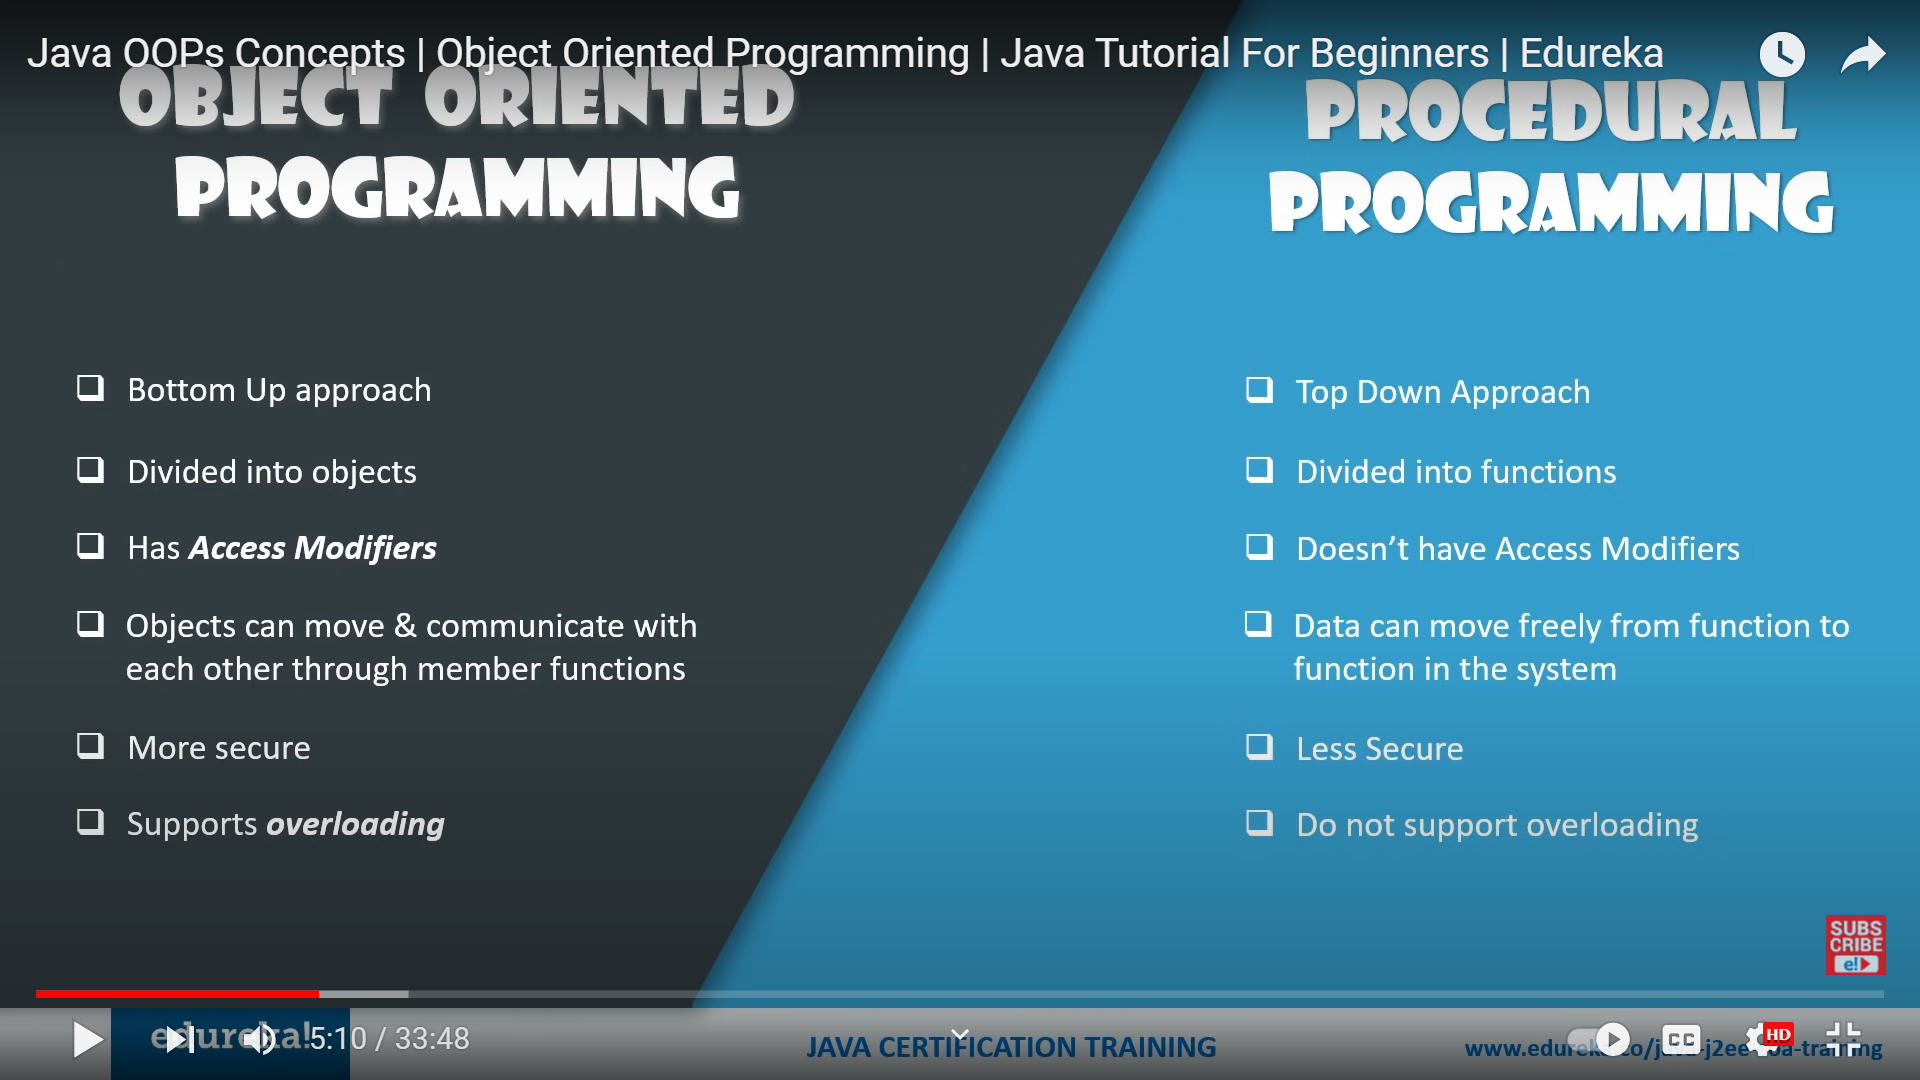 Java OOPs Concepts | Object Oriented Programming | Java Tutorial For Beginners | Edureka
OBJECT ORIENTED
PROGRAMMING
Bottom Up approach
Divided into objects
Has Access Modifiers
Objects can move & communicate with
each other through member functions
More secure
Supports overloading
PROCEDURAL
PROGRAMMING
Top Down Approach
Divided into functions
Doesn't have Access Modifiers
Data can move freely from function to
function in the system
Less Secure
Do not support overloading
SUBS
CRIBE
e!
edureka!
5:10 / 33:48
JAVA CERTIFICATION TRAINING
CC
HD